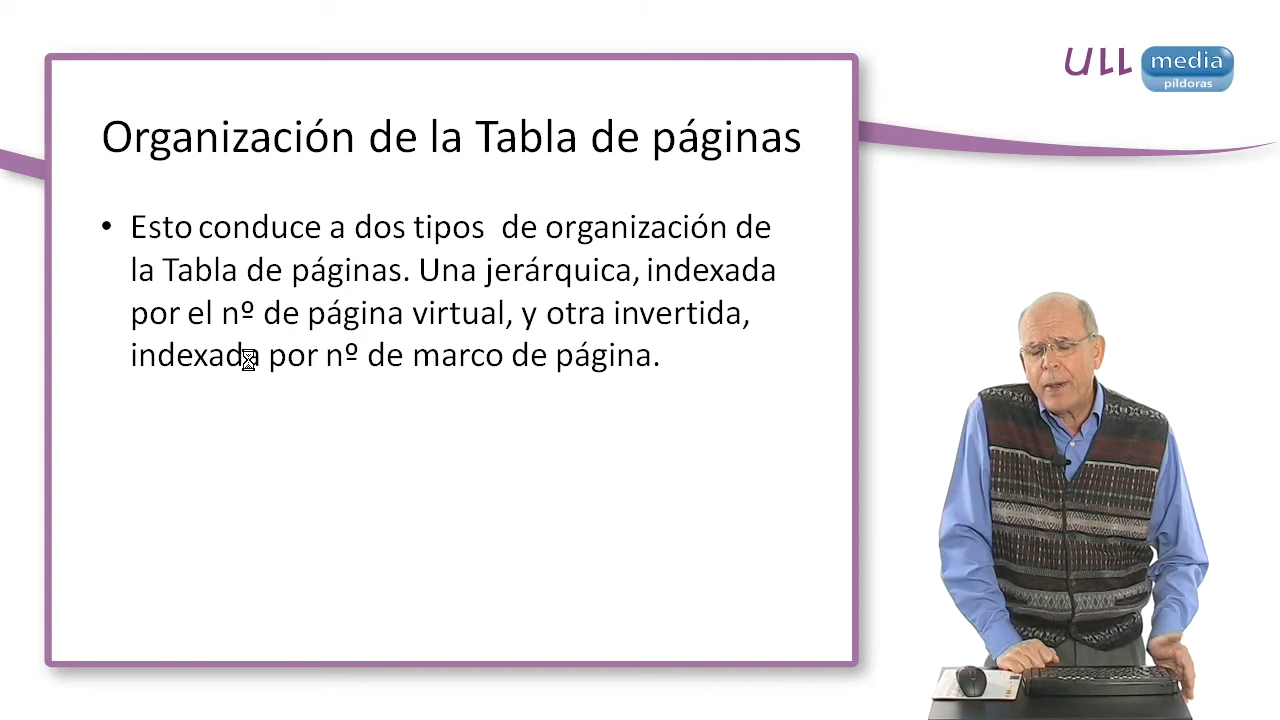 ULL media
píldoras
Organización de la Tabla de páginas
• Esto conduce a dos tipos de organización de
la Tabla de páginas. Una jerárquica, indexada
por el nº de página virtual, y otra invertida,
indexada por nº de marco de página.